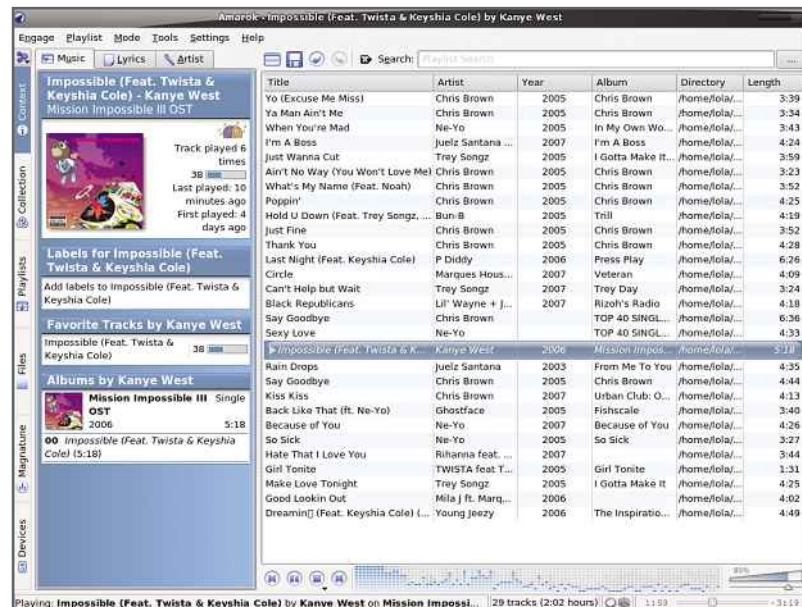 Amarok - Impossible (Feat. Twista & Keyshia Cole) by Kanye West
Engage Playlist Mode Tools Settings Help
Music Lyrics Artist
Search: Playlist Search ...
Context
Collection
Playlists
Files
Magnatune
Devices
Impossible (Feat. Twista &
Keyshia Cole) - Kanye West
Mission Impossible III OST
Track played 6
times
38
Last played: 10
minutes ago
First played: 4
days ago
Labels for Impossible (Feat.
Twista & Keyshia Cole)
Add labels to Impossible (Feat. Twista &
Keyshia Cole)
Favorite Tracks by Kanye West
Impossible (Feat. Twista &
Keyshia Cole) 38
Albums by Kanye West
Mission Impossible III Single
OST
2006 5:18
00 Impossible (Feat. Twista & Keyshia
Cole) (5:18)
Title Artist Year Album Directory Length
Yo (Excuse Me Miss) Chris Brown 2005 Chris Brown /home/lola/... 3:39
Ya Man Ain't Me Chris Brown 2005 Chris Brown /home/lola/... 3:34
When You're Mad Ne-Yo 2005 In My Own Wo... /home/lola/... 3:43
I'm A Boss Juelz Santana ... 2007 I'm A Boss /home/lola/... 4:24
Just Wanna Cut Trey Songz 2005 I Gotta Make It... /home/lola/... 3:59
Ain't No Way (You Won't Love Me) Chris Brown 2005 Chris Brown /home/lola/... 3:23
What's My Name (Feat. Noah) Chris Brown 2005 Chris Brown /home/lola/... 3:52
Poppin' Chris Brown 2005 Chris Brown /home/lola/... 4:25
Hold U Down (Feat. Trey Songz, ... Bun-B 2005 Trill /home/lola/... 4:19
Just Fine Chris Brown 2005 Chris Brown /home/lola/... 3:52
Thank You Chris Brown 2005 Chris Brown /home/lola/... 4:28
Last Night (Feat. Keyshia Cole) P Diddy 2006 Press Play /home/lola/... 6:26
Circle Marques Hous... 2007 Veteran /home/lola/... 4:09
Can't Help but Wait Trey Songz 2007 Trey Day /home/lola/... 3:24
Black Republicans Lil' Wayne + J... 2007 Rizoh's Radio /home/lola/... 4:18
Say Goodbye Chris Brown TOP 40 SINGL... /home/lola/... 6:36
Sexy Love Ne-Yo TOP 40 SINGL... /home/lola/... 4:33
Impossible (Feat. Twista & K... Kanye West 2006 Mission Impos... /home/lola/... 5:18
Rain Drops Juelz Santana 2003 From Me To You /home/lola/... 4:35
Say Goodbye Chris Brown 2005 Chris Brown /home/lola/... 4:44
Kiss Kiss Chris Brown 2007 Urban Club: O... /home/lola/... 4:13
Back Like That (ft. Ne-Yo) Ghostface 2005 Fishscale /home/lola/... 3:40
Because of You Ne-Yo 2007 Because of You /home/lola/... 4:26
So Sick Ne-Yo 2005 So Sick /home/lola/... 3:27
Hate That I Love You Rihanna feat. ... 2007 /home/lola/... 3:44
Girl Tonite TWISTA feat T... 2005 Girl Tonite /home/lola/... 1:31
Make Love Tonight Trey Songz 2005 I Gotta Make It /home/lola/... 4:25
Good Lookin Out Mila J ft. Marq... 2006 /home/lola/... 4:02
Dreamin▯ (Feat. Keyshia Cole) (... Young Jeezy 2006 The Inspiratio... /home/lola/... 4:49
Playing: Impossible (Feat. Twista & Keyshia Cole) by Kanye West on Mission Impossi... 29 tracks (2:02 hours) 1:59 -3:19